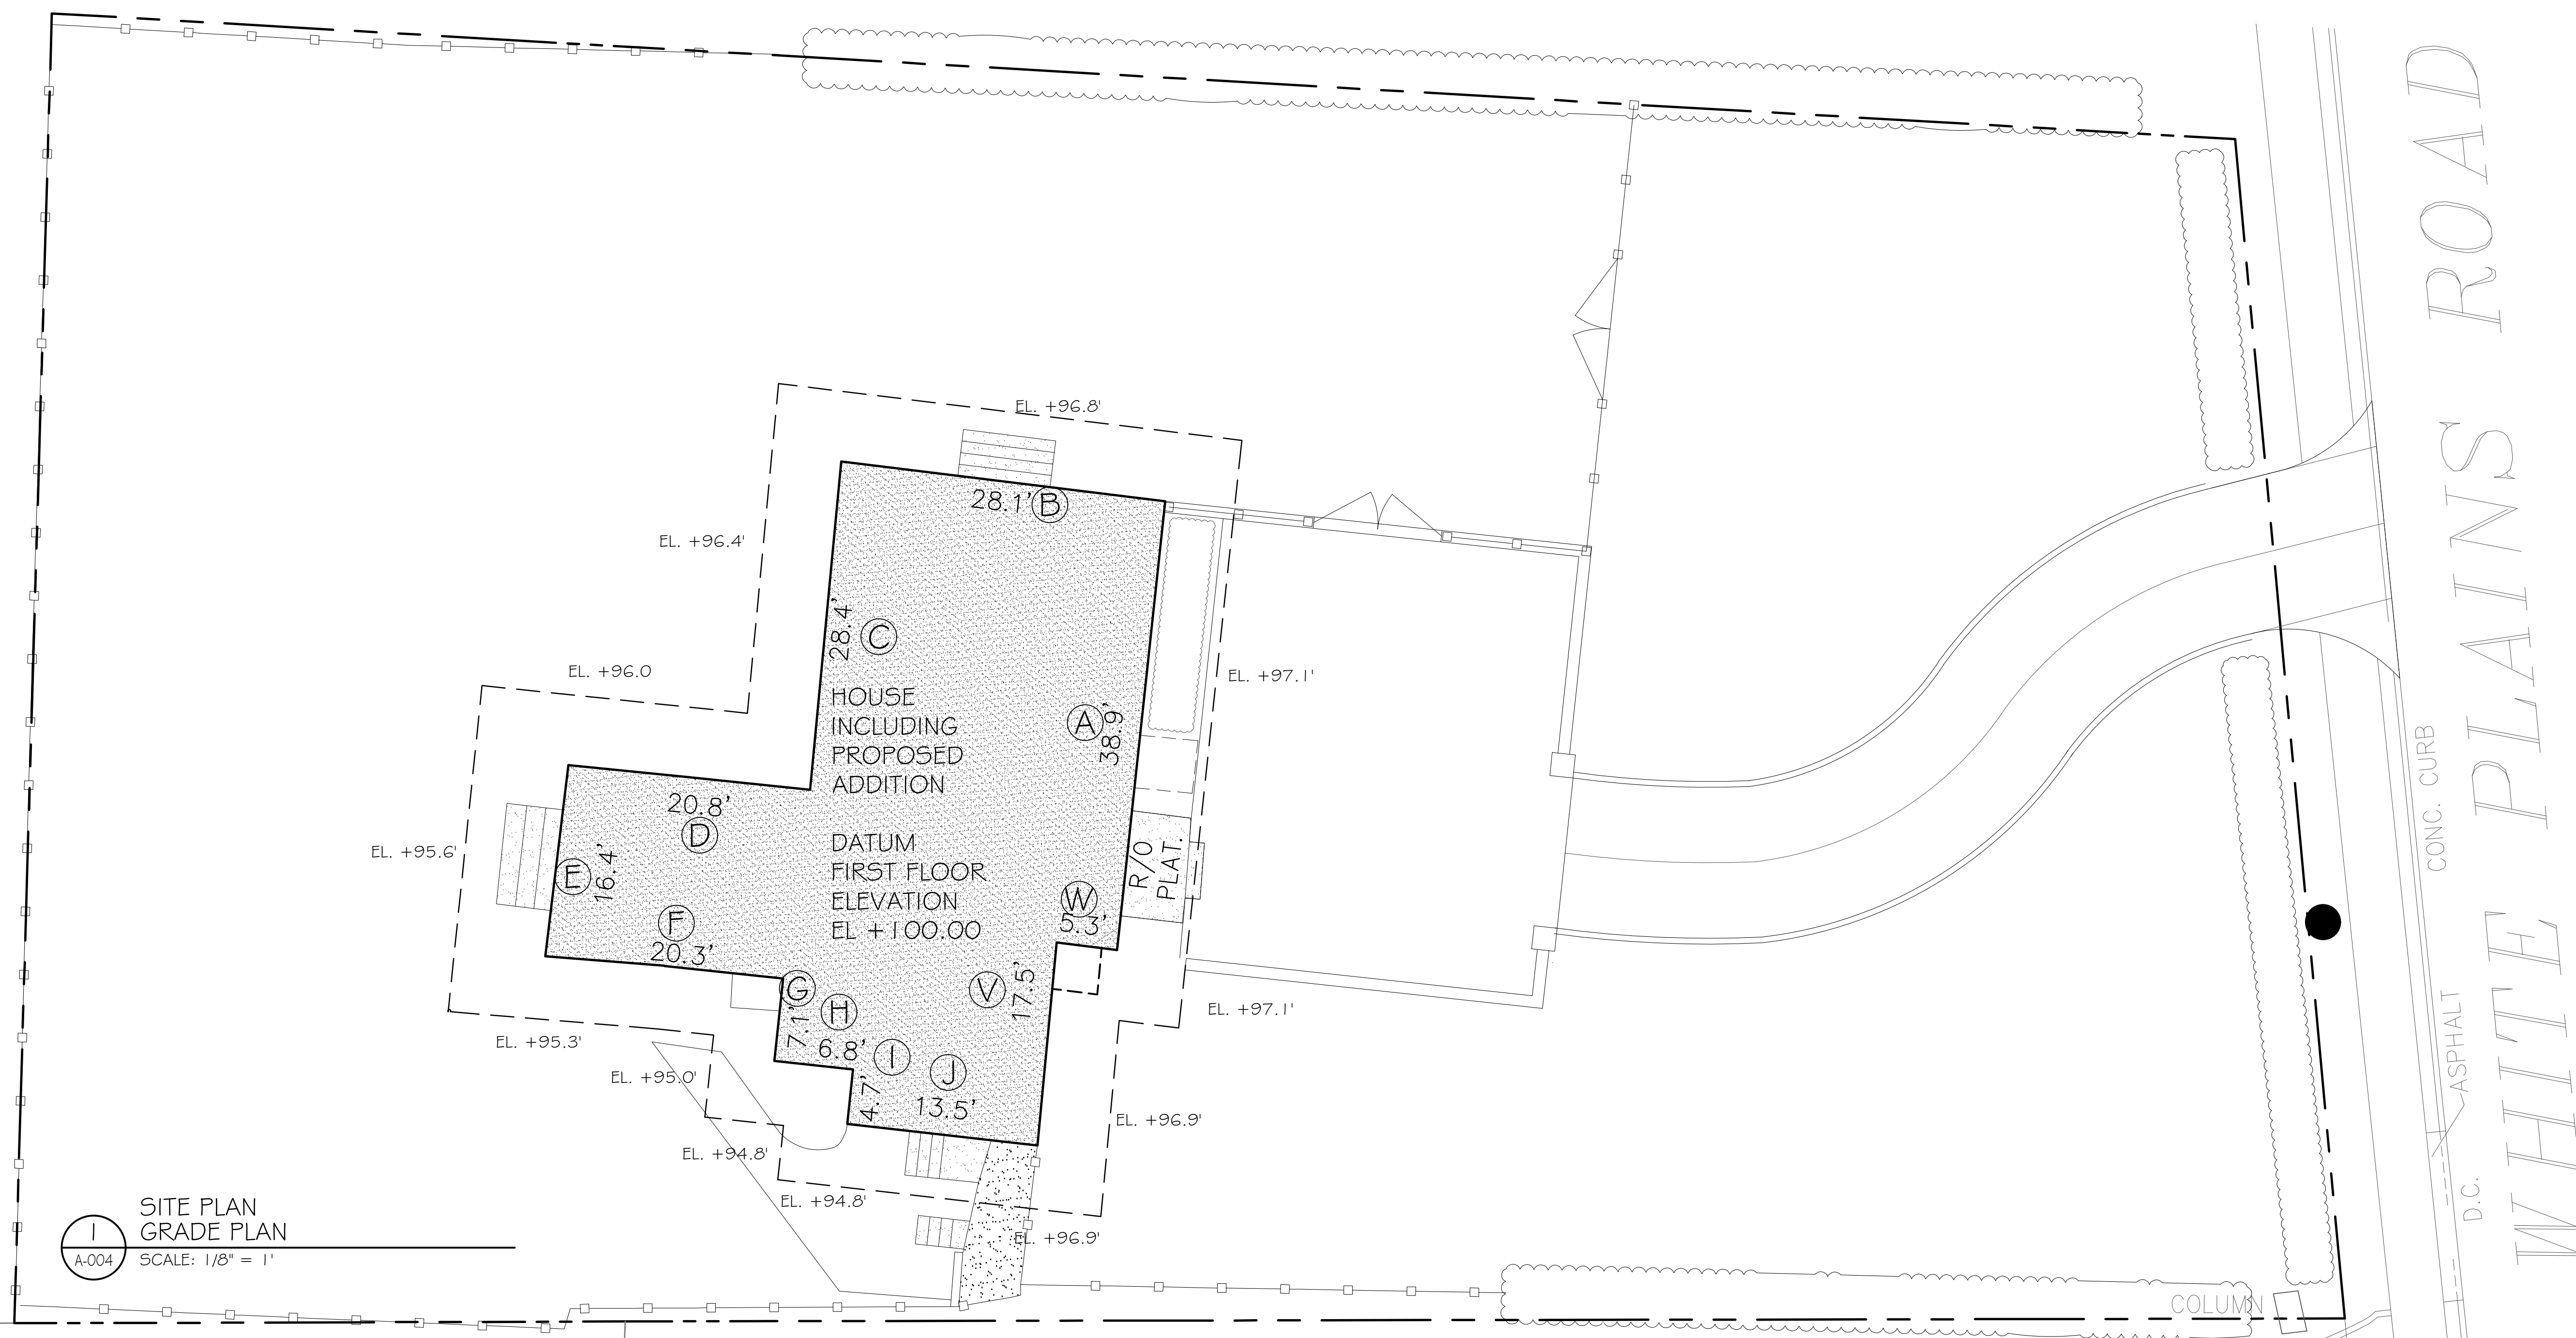 EL. +96.8'
28.1'
B
EL. +96.4'
28.4'
C
EL. +96.0
EL. +97.1'
A
38.9'
HOUSE
INCLUDING
PROPOSED
ADDITION
20.8'
D
EL. +95.6'
E
16.4'
F
20.3'
DATUM
FIRST FLOOR
ELEVATION
EL +100.00
W
5.3'
R/O
PLAT.
G
7.1'
H
6.8'
I
4.7'
J
13.5'
V
17.5'
EL. +97.1'
EL. +95.3'
EL. +95.0'
EL. +96.9'
EL. +94.8'
EL. +94.8'
EL. +96.9'
SITE PLAN
GRADE PLAN
1
A-004
SCALE: 1/8" = 1'
WHITE PLAINS ROAD
CONC. CURB
ASPHALT
D.C.
COLUMN